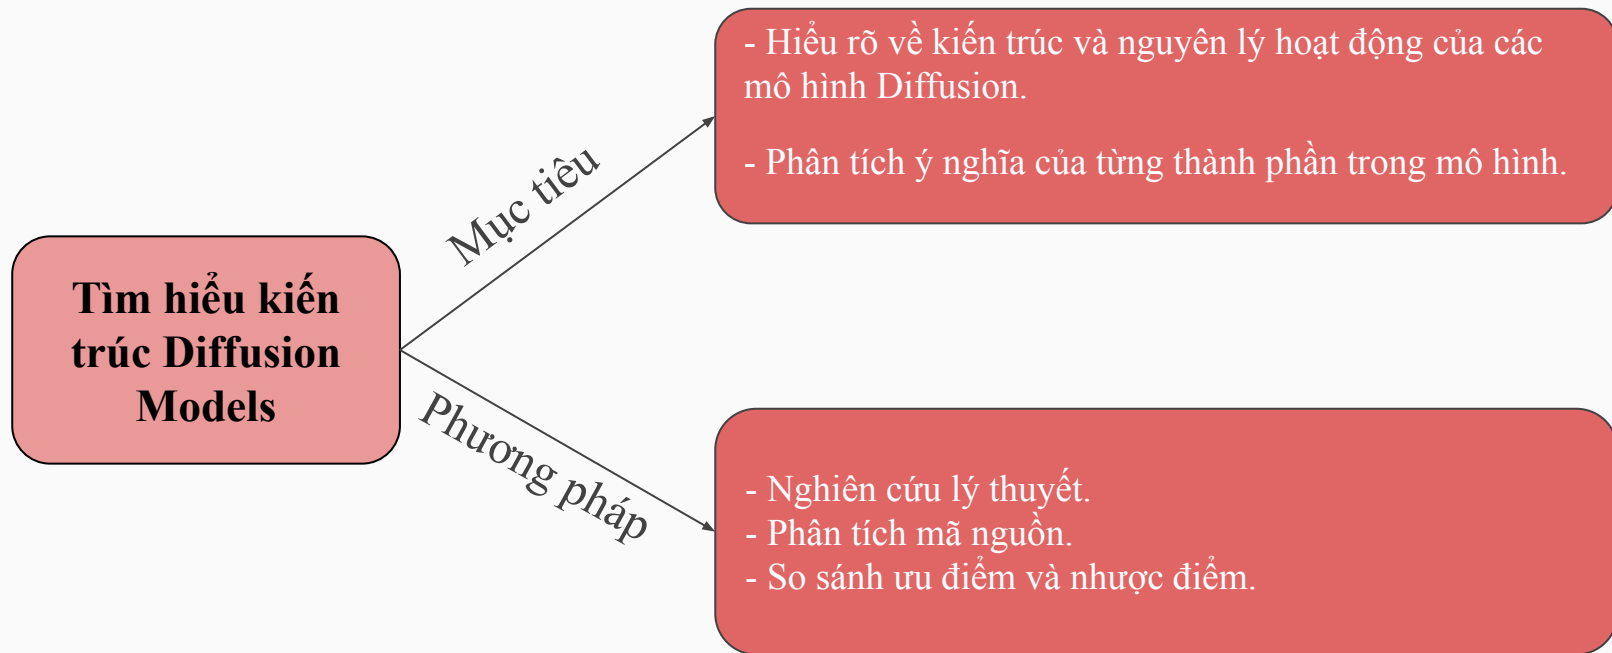 Tìm hiểu kiến
trúc Diffusion
Models
Mục tiêu
- Hiểu rõ về kiến trúc và nguyên lý hoạt động của các
mô hình Diffusion.
- Phân tích ý nghĩa của từng thành phần trong mô hình.
Phương pháp
- Nghiên cứu lý thuyết.
- Phân tích mã nguồn.
- So sánh ưu điểm và nhược điểm.